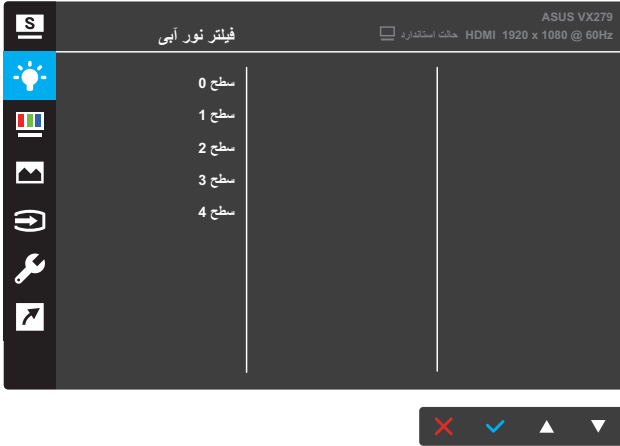 S
ASUS VX279
فیلتر نور آبی
حالت استاندارد HDMI 1920 x 1080 @ 60Hz
سطح 0
سطح 1
سطح 2
سطح 3
سطح 4